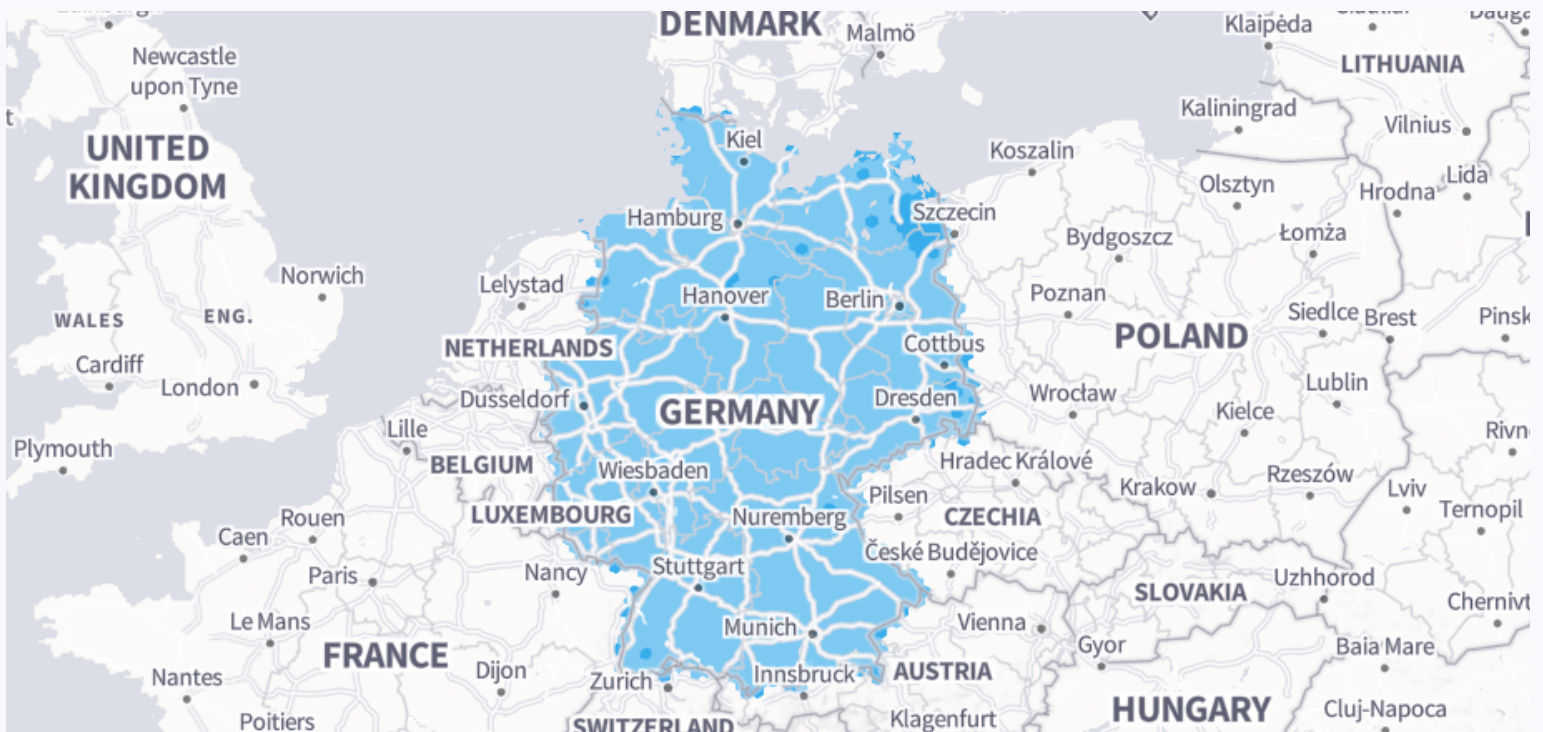 DENMARK
Malmö
Klaipėda
Newcastle
upon Tyne
LITHUANIA
Kaliningrad
Vilnius
UNITED
KINGDOM
Kiel
Koszalin
Olsztyn
Hrodna
Lida
Hamburg
Szczecin
Bydgoszcz
Łomża
Norwich
Lelystad
Hanover
Berlin
Poznan
WALES
ENG.
Siedlce
Brest
Pinsk
NETHERLANDS
Cottbus
POLAND
Cardiff
London
Dusseldorf
GERMANY
Dresden
Wrocław
Lublin
Kielce
Plymouth
Lille
BELGIUM
Wiesbaden
Hradec Králové
Krakow
Rzeszów
Lviv
Pilsen
LUXEMBOURG
Nuremberg
CZECHIA
Ternopil
Rouen
Caen
České Budějovice
Paris
Nancy
Stuttgart
SLOVAKIA
Uzhhorod
Le Mans
Munich
Vienna
Gyor
Baia Mare
FRANCE
Dijon
Zurich
Innsbruck
AUSTRIA
Nantes
HUNGARY
Cluj-Napoca
Poitiers
SWITZERLAND
Klagenfurt